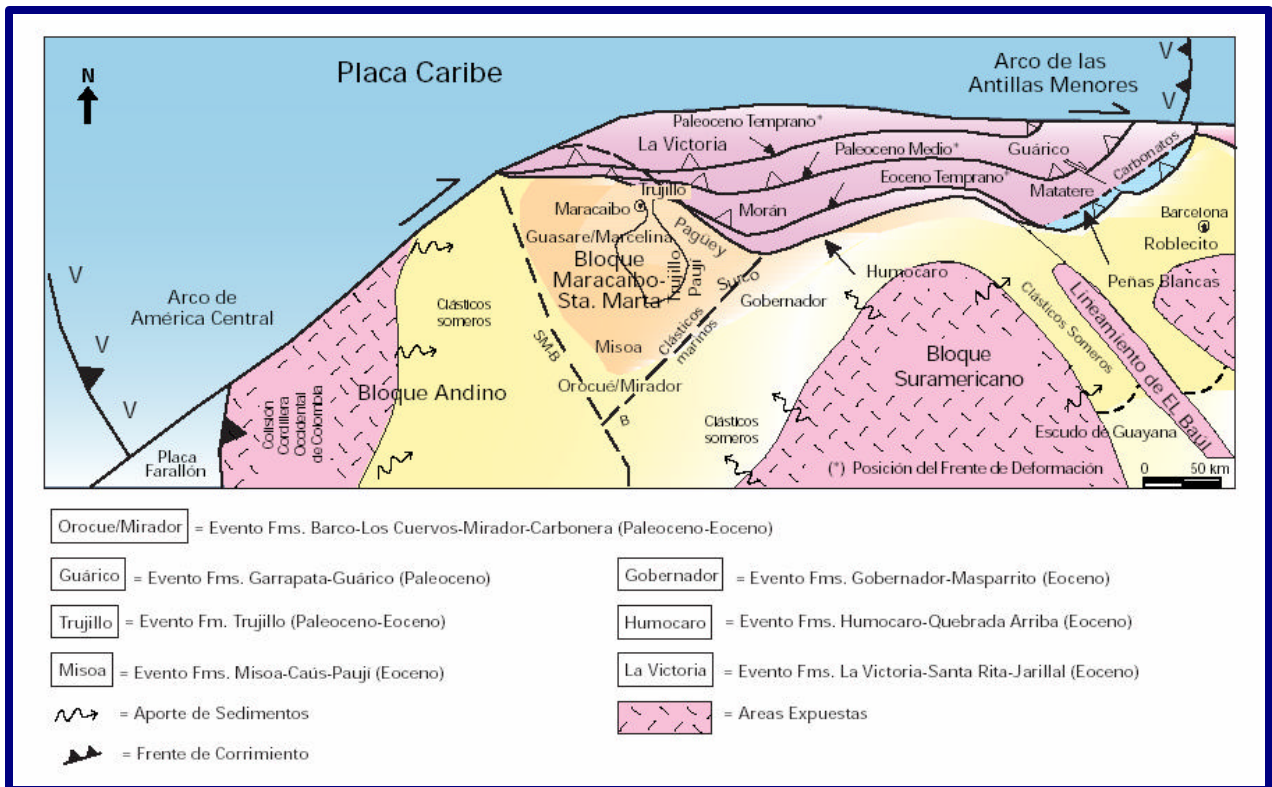 Placa Caribe
N
Arco de las
Antillas Menores
V
V
Paleoceno Temprano*
La Victoria
Paleoceno Medio*
Guárico
Carbonatos
Eoceno Temprano*
Matatere
Trujillo
Maracaibo
Morán
Barcelona
Roblecito
Guasare/Marcelina
Pagüey
Bloque
Maracaibo-
Sta. Marta
Trujillo
Paují
Surco
Humocaro
Peñas Blancas
Gobernador
V
Arco de
América Central
Clásticos
someros
Clásticos
marinos
Clásticos Someros
Lineamiento de EL Baúl
SM-B
Misoa
Bloque
Suramericano
V
Bloque Andino
Orocué/Mirador
B
Colisión
Cordillera
Occidental
de Colombia
Clásticos
someros
Escudo de Guayana
Placa
Farallón
(*) Posición del Frente de Deformación
0 50 km
Orocue/Mirador = Evento Fms. Barco-Los Cuervos-Mirador-Carbonera (Paleoceno-Eoceno)
Guárico = Evento Fms. Garrapata-Guárico (Paleoceno)
Gobernador = Evento Fms. Gobernador-Masparrito (Eoceno)
Trujillo = Evento Fm. Trujillo (Paleoceno-Eoceno)
Humocaro = Evento Fms. Humocaro-Quebrada Arriba (Eoceno)
Misoa = Evento Fms. Misoa-Caús-Paují (Eoceno)
La Victoria = Evento Fms. La Victoria-Santa Rita-Jarillal (Eoceno)
= Aporte de Sedimentos
= Areas Expuestas
= Frente de Corrimiento